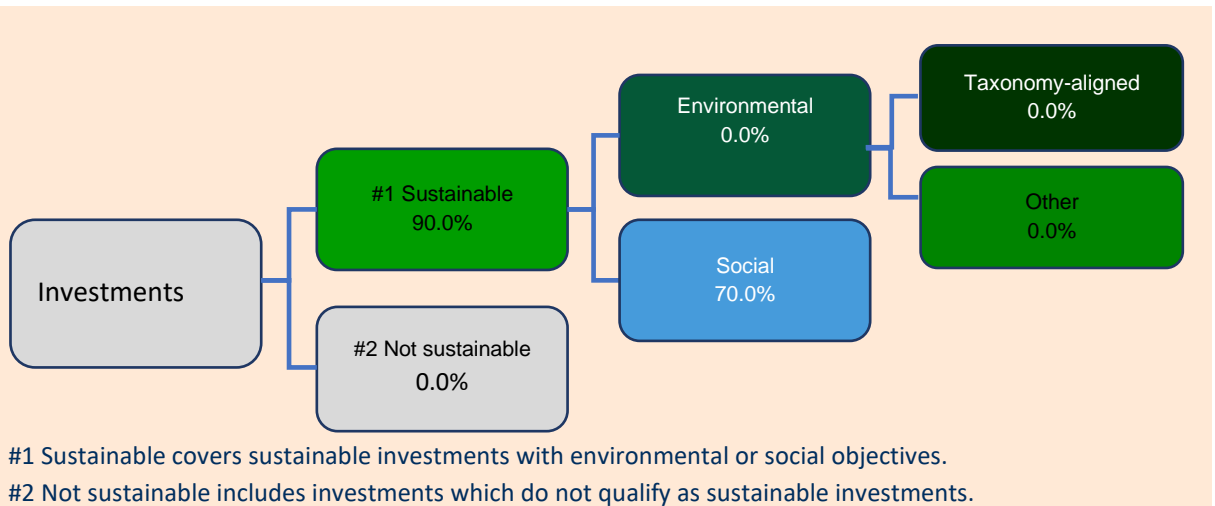 Investments
#1 Sustainable
90.0%
#2 Not sustainable
0.0%
Environmental
0.0%
Social
70.0%
Taxonomy-aligned
0.0%
Other
0.0%
#1 Sustainable covers sustainable investments with environmental or social objectives.
#2 Not sustainable includes investments which do not qualify as sustainable investments.